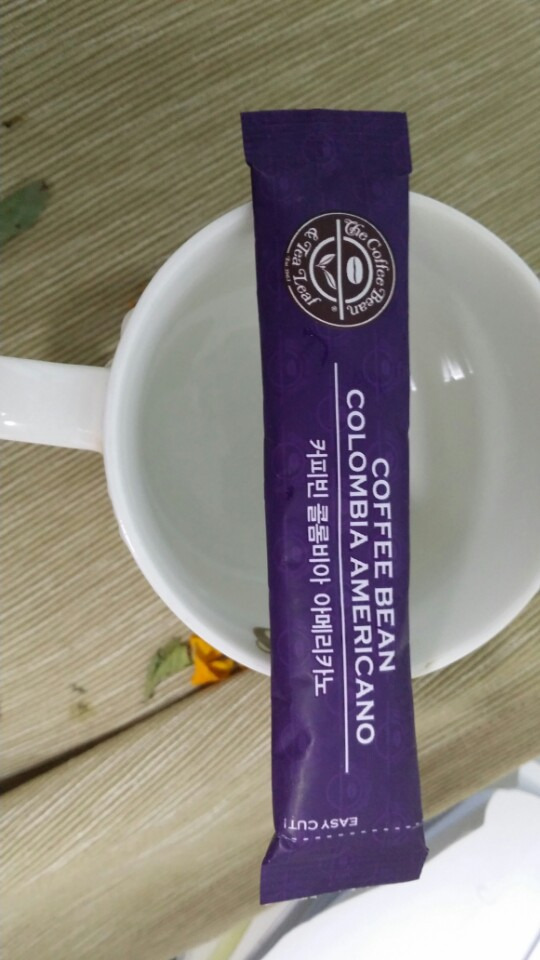 The Coffee Bean
& Tea Leaf
®
COFFEE BEAN
COLOMBIA AMERICANO
커피빈 콜롬비아 아메리카노
EASY CUT!